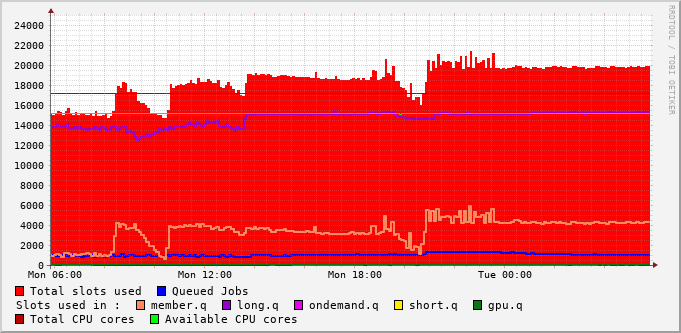 24000
22000
20000
18000
16000
14000
12000
10000
8000
6000
4000
2000
0
Mon 06:00 Mon 12:00 Mon 18:00 Tue 00:00
Total slots used Queued Jobs
Slots used in : member.q long.q ondemand.q short.q gpu.q
Total CPU cores Available CPU cores
RRDTOOL / TOBI OETIKER